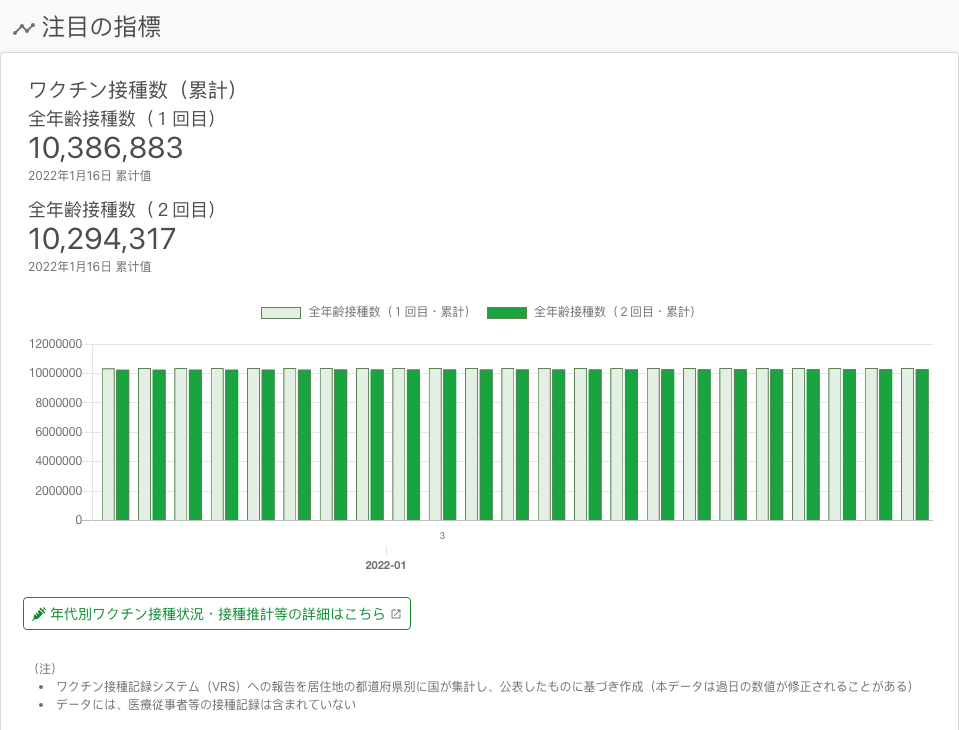 注目の指標
ワクチン接種数（累計）
全年齢接種数（１回目）
10,386,883
2022年1月16日 累计值
全年齢接種数（２回目）
10,294,317
2022年1月16日 累计值
全年齢接種数（１回目・累計） 全年齢接種数（２回目・累計）
12000000
10000000
8000000
6000000
4000000
2000000
0
3
2022-01
年代別ワクチン接種状況・接種推計等の詳細はこちら
（注）
• ワクチン接種記録システム（VRS）への報告を居住地の都道府県別に国が集計し、公表したものに基づき作成（本データは過日の数値が修正されることがある）
• データには、医療従事者等の接種記録は含まれていない